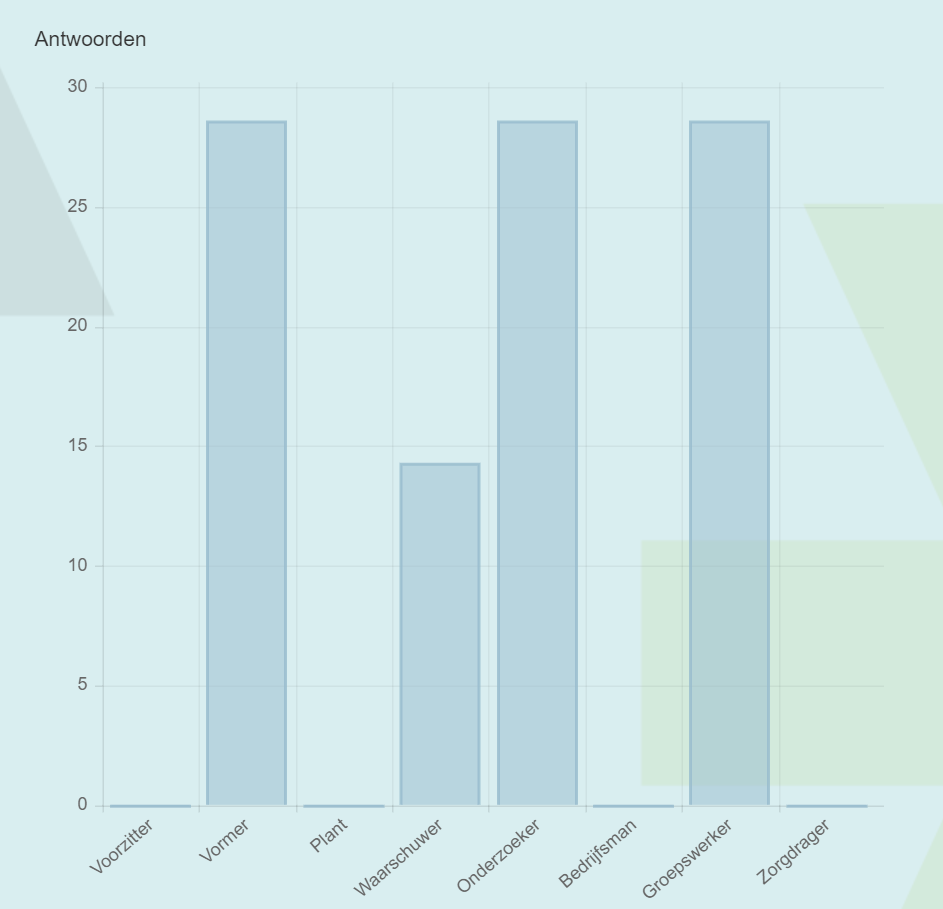 Antwoorden
30
25
20
15
10
5
0
Voorzitter
Vormer
Plant
Waarschuwer
Onderzoeker
Bedrijfsman
Groepswerker
Zorgdrager